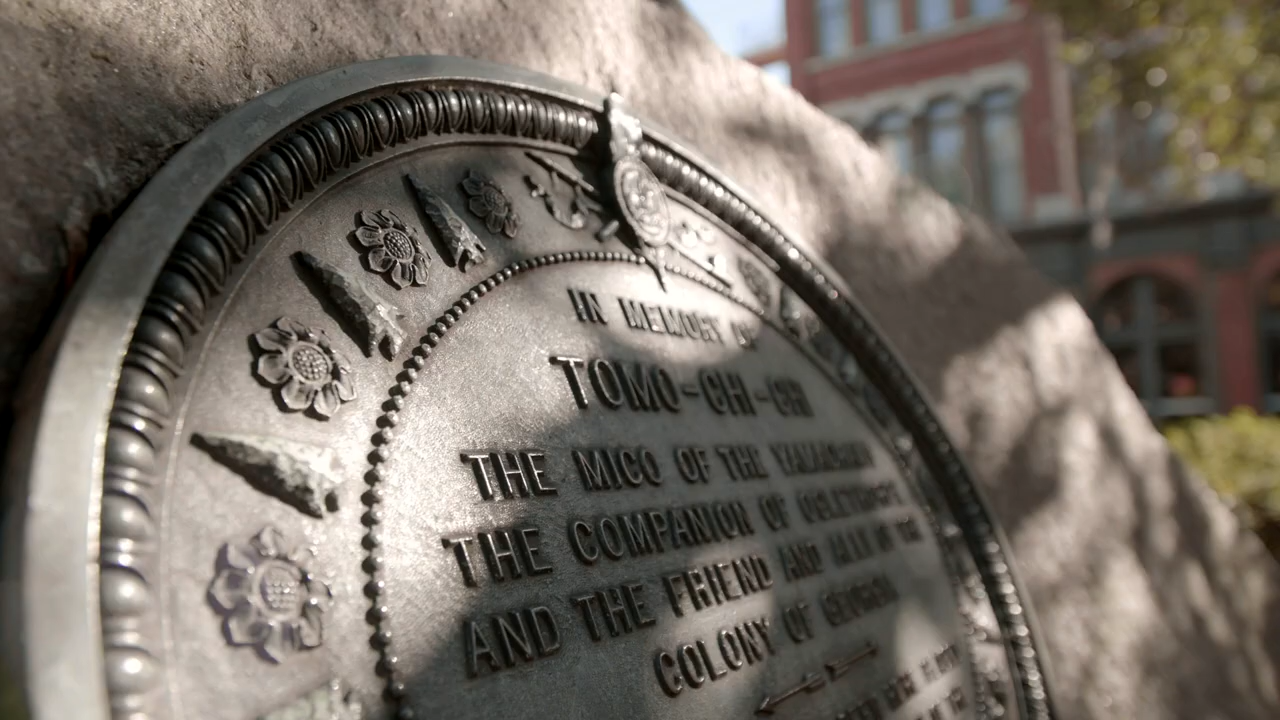 IN MEMORY OF
TOMO-CHI-CHI
THE MICO OF THE YAMACRAWS
THE COMPANION OF OGLETHORPE
AND THE FRIEND AND ALLY OF THE
COLONY OF GEORGIA